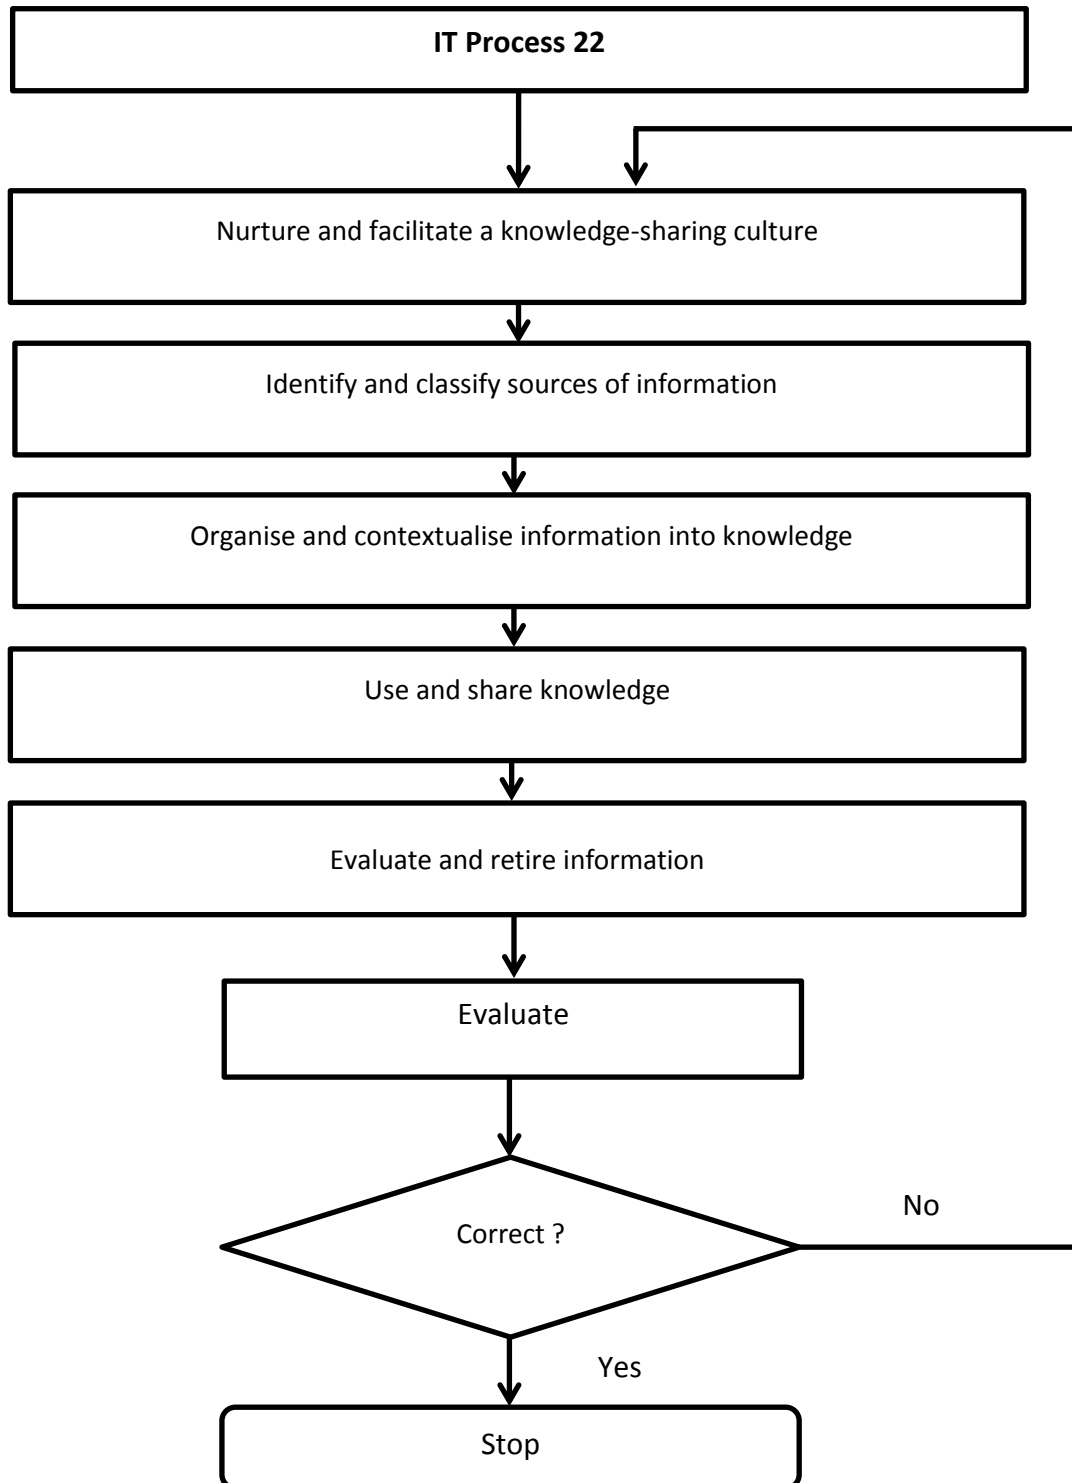 IT Process 22
Nurture and facilitate a knowledge-sharing culture
Identify and classify sources of information
Organise and contextualise information into knowledge
Use and share knowledge
Evaluate and retire information
Evaluate
Correct ?
No
Yes
Stop